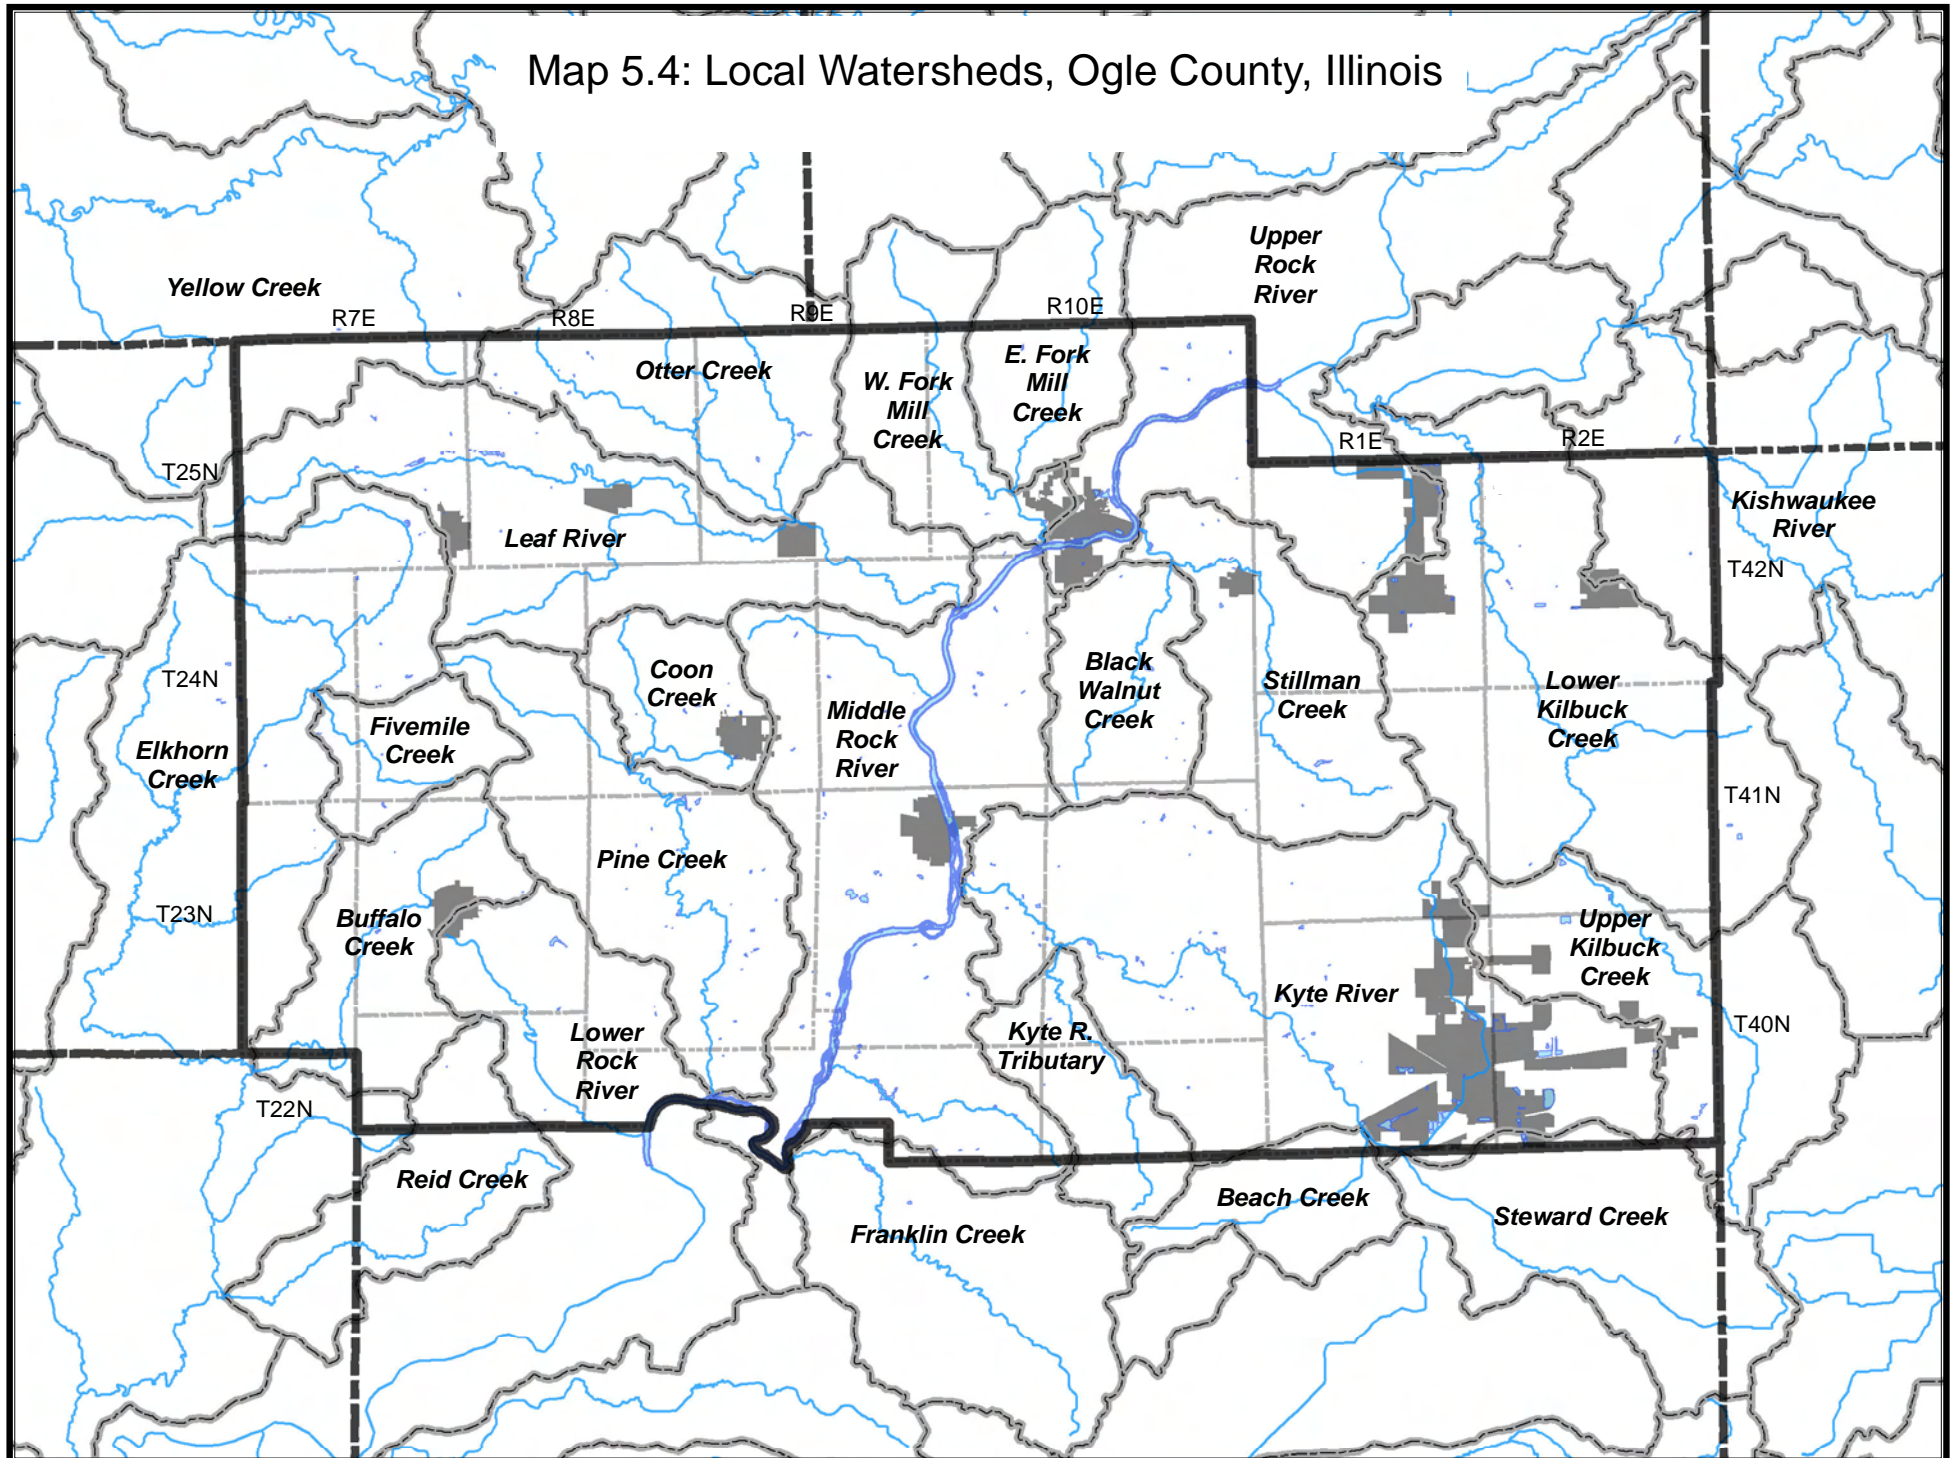 Map 5.4: Local Watersheds, Ogle County, Illinois
Upper
Rock
River
Yellow Creek
R7E
R8E
R9E
R10E
Otter Creek
E. Fork
Mill
Creek
W. Fork
Mill
Creek
R1E
R2E
T25N
Kishwaukee
River
Leaf River
T42N
T24N
Coon
Creek
Black
Walnut
Creek
Stillman
Creek
Lower
Kilbuck
Creek
Middle
Rock
River
Fivemile
Creek
Elkhorn
Creek
T41N
Pine Creek
T23N
Buffalo
Creek
Upper
Kilbuck
Creek
Kyte River
Kyte R.
Tributary
Lower
Rock
River
T40N
T22N
Reid Creek
Beach Creek
Steward Creek
Franklin Creek